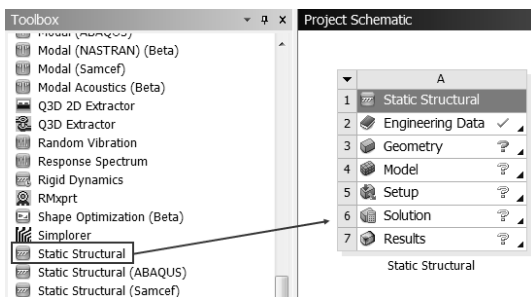 Toolbox
Modal (ABAQUS)
Modal (NASTRAN) (Beta)
Modal (Samcef)
Modal Acoustics (Beta)
Q3D 2D Extractor
Q3D Extractor
Random Vibration
Response Spectrum
Rigid Dynamics
RMxprt
Shape Optimization (Beta)
Simplorer
Static Structural
Static Structural (ABAQUS)
Static Structural (Samcef)
Project Schematic
A
1 Static Structural
2 Engineering Data
3 Geometry ?
4 Model ?
5 Setup ?
6 Solution ?
7 Results ?
Static Structural